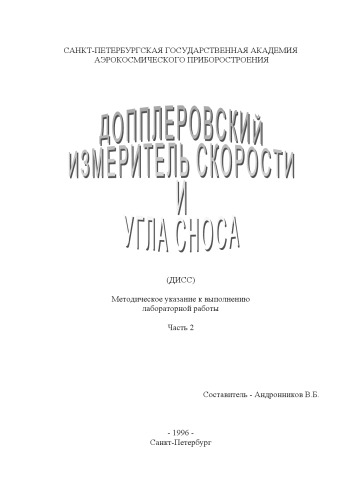 САНКТ-ПЕТЕРБУРГСКАЯ ГОСУДАРСТВЕННАЯ АКАДЕМИЯ
АЭРОКОСМИЧЕСКОГО ПРИБОРОСТРОЕНИЯ
ДОППЛЕРОВСКИй
ИЗМЕРИТЕЛЬ СКОРОСТИ
И
УГЛА СНОСА
(ДИСС)
Методическое указание к выполнению
лабораторной работы
Часть 2
Составитель - Андронников В.Б.
- 1996 -
Санкт-Петербург